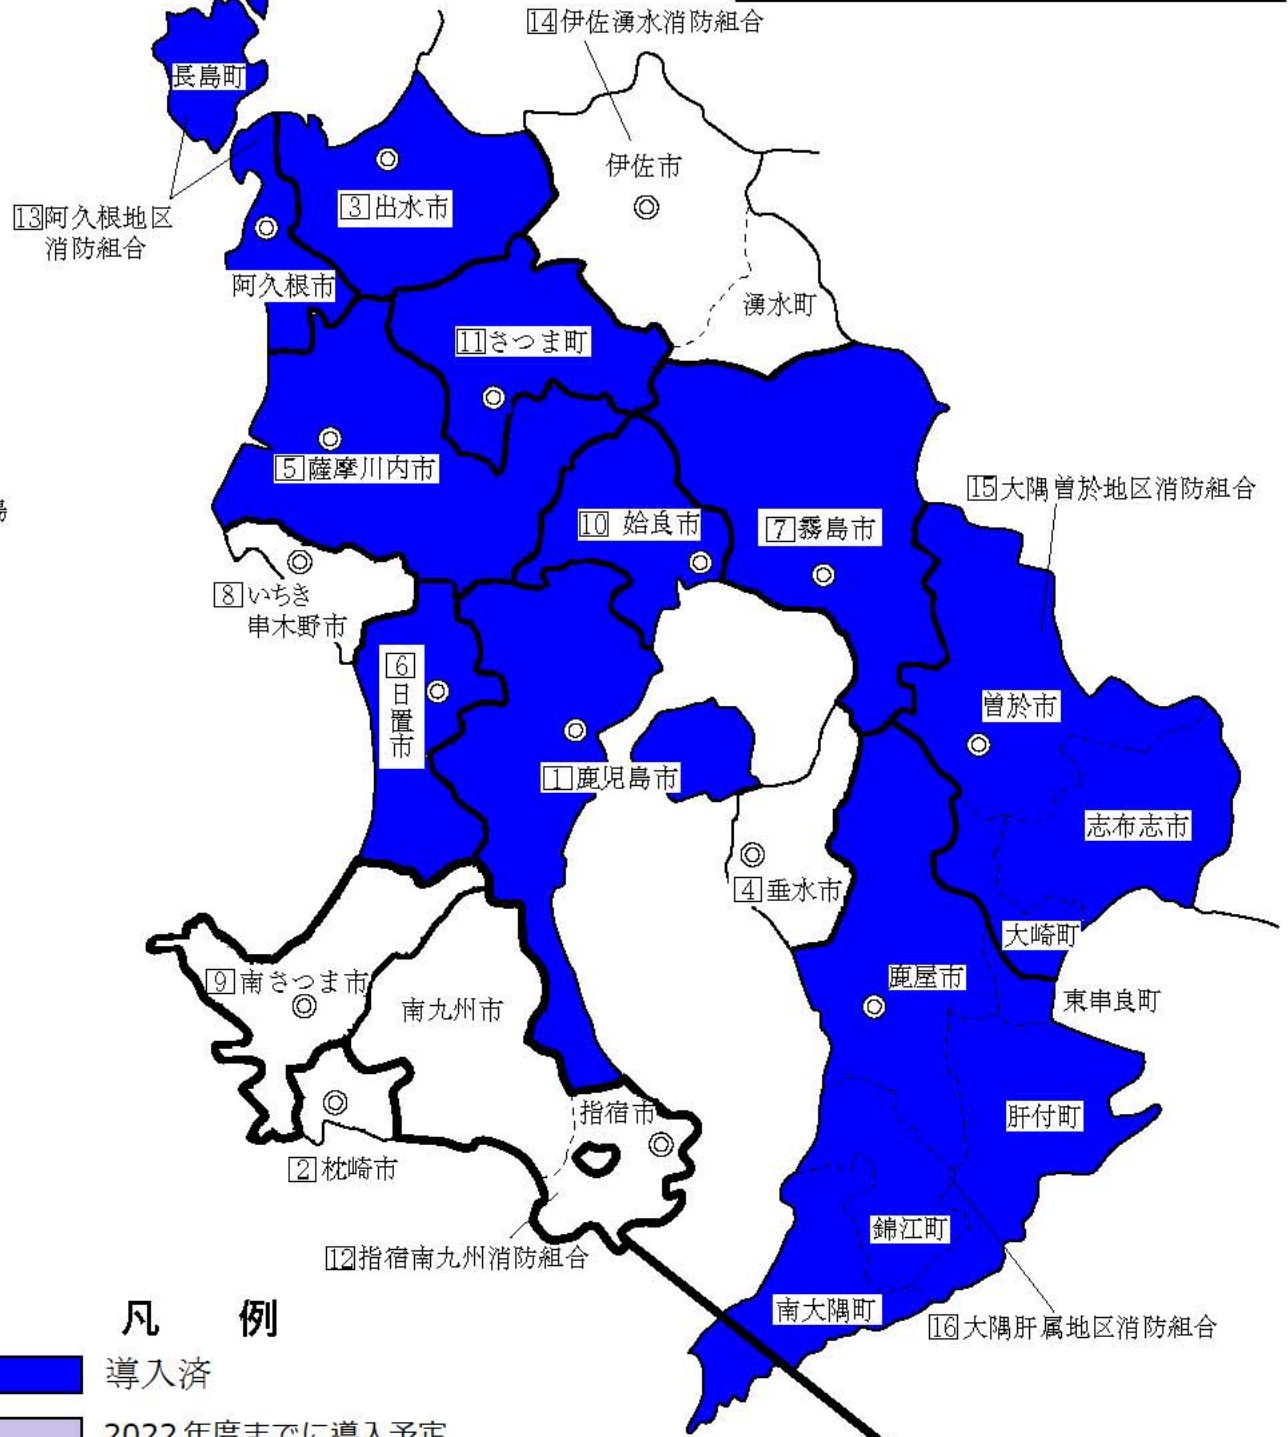 14伊佐湧水消防組合
長島町
伊佐市
3出水市
13阿久根地区
消防組合
阿久根市
湧水町
11さつま町
5薩摩川内市
15大隅曽於地区消防組合
10 姶良市
7霧島市
8いちき
串木野市
6
日
置
市
曽於市
1鹿児島市
志布志市
4垂水市
大崎町
9南さつま市
鹿屋市
南九州市
東串良町
指宿市
肝付町
2枕崎市
錦江町
12指宿南九州消防組合
南大隅町
16大隅肝属地区消防組合
凡 例
導入済
2022年度までに導入予定